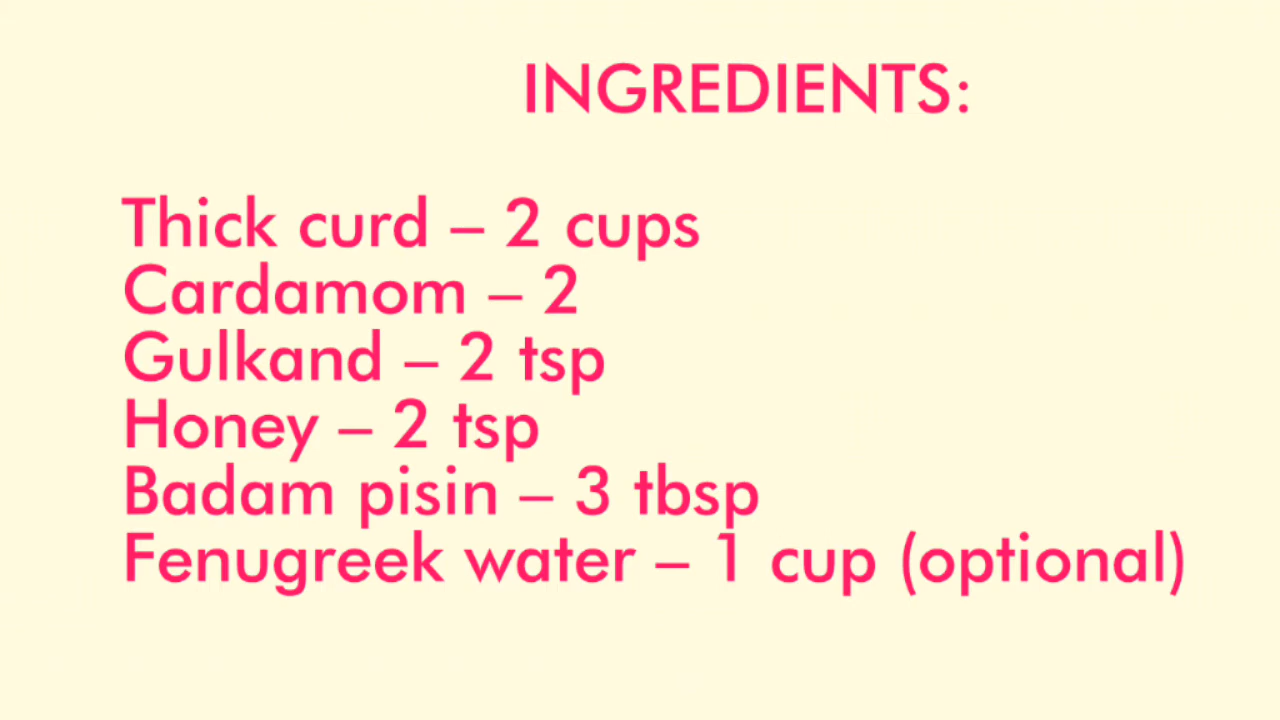 INGREDIENTS:
Thick curd – 2 cups
Cardamom – 2
Gulkand – 2 tsp
Honey – 2 tsp
Badam pisin – 3 tbsp
Fenugreek water – 1 cup (optional)